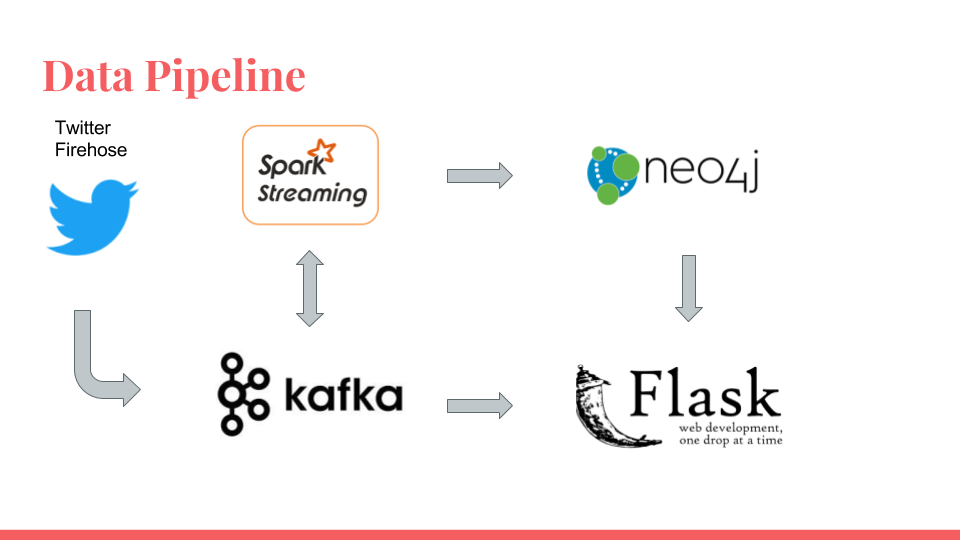 Data Pipeline
Twitter
Firehose
Spark
Streaming
neo4j
kafka
Flask
web development,
one drop at a time